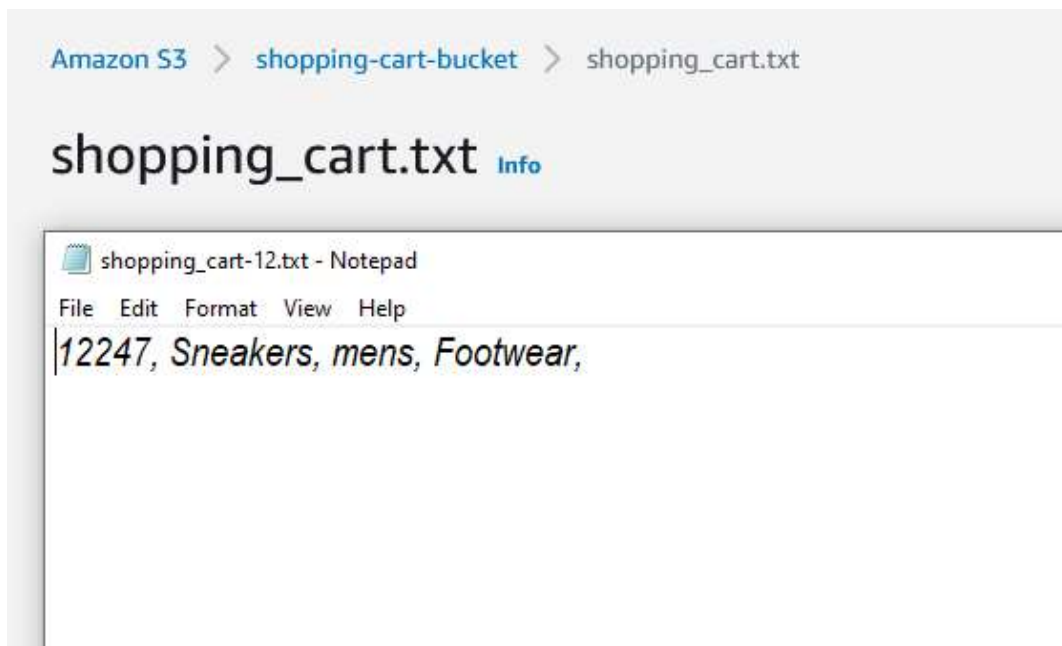 Amazon S3 > shopping-cart-bucket > shopping_cart.txt
shopping_cart.txt Info
shopping_cart-12.txt - Notepad
File Edit Format View Help
12247, Sneakers, mens, Footwear,